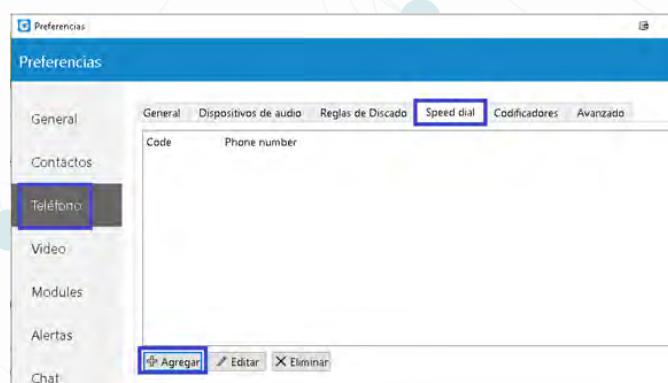 Preferencias
Preferencias
General
Contactos
Teléfono
Video
Modules
Alertas
Chat
General Dispositivos de audio Reglas de Discado Speed dial Codificadores Avanzado
Code Phone number
Agregar Editar Eliminar